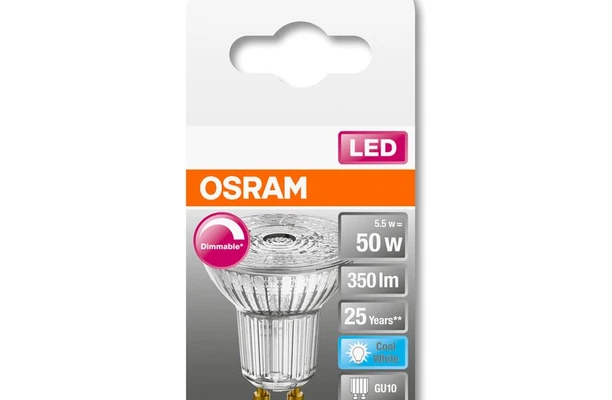 LED
OSRAM
Dimmable*
5.5 w=
50 w
350 lm
25 Years**
Cool
White
GU10